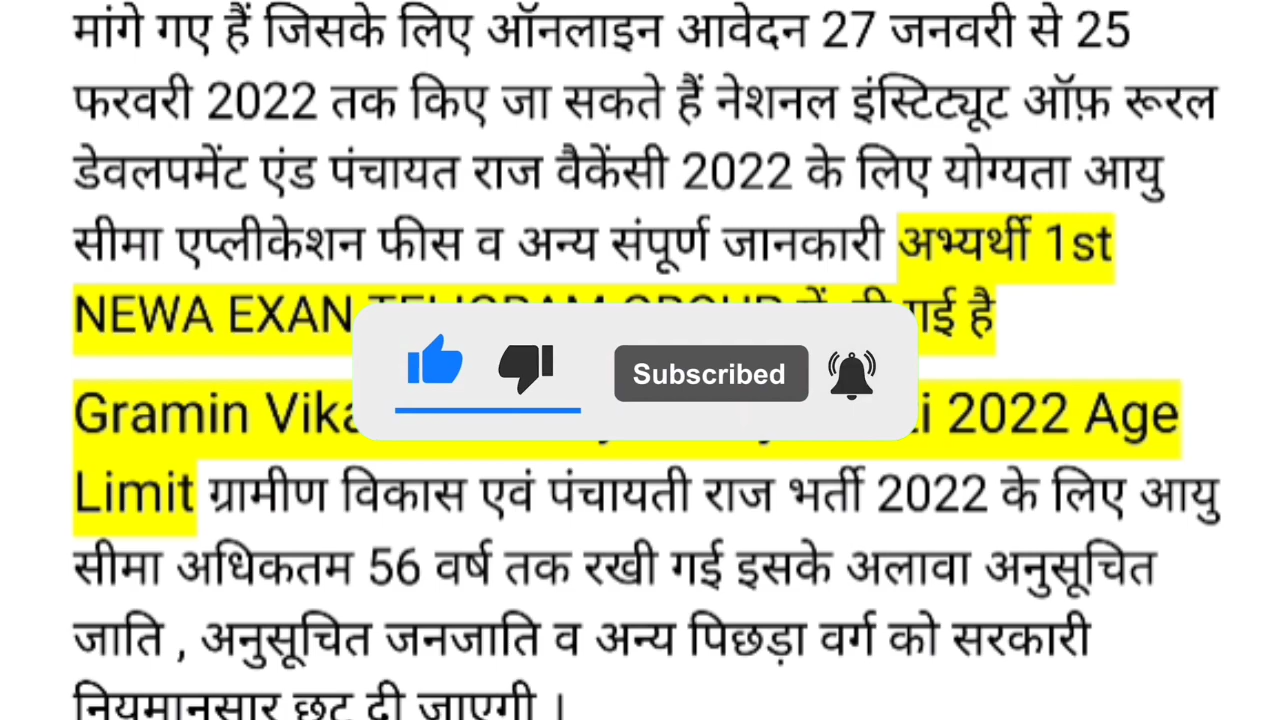 मांगे गए हैं जिसके लिए ऑनलाइन आवेदन 27 जनवरी से 25
फरवरी 2022 तक किए जा सकते हैं नेशनल इंस्टिट्यूट ऑफ़ रूरल
डेवलपमेंट एंड पंचायत राज वैकेंसी 2022 के लिए योग्यता आयु
सीमा एप्लीकेशन फीस व अन्य संपूर्ण जानकारी अभ्यर्थी 1st
NEWA EXAN है
Subscribed
Gramin 2022 Age
Limit ग्रामीण विकास एवं पंचायती राज भर्ती 2022 के लिए आयु
सीमा अधिकतम 56 वर्ष तक रखी गई इसके अलावा अनुसूचित
जाति , अनुसूचित जनजाति व अन्य पिछड़ा वर्ग को सरकारी
नियमानुसार छूट दी जाएगी ।